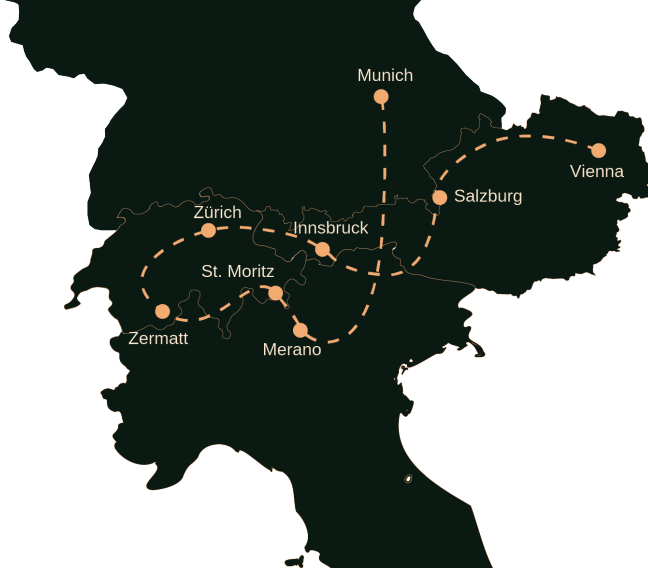 Munich
Vienna
Salzburg
Zürich
Innsbruck
St. Moritz
Zermatt
Merano